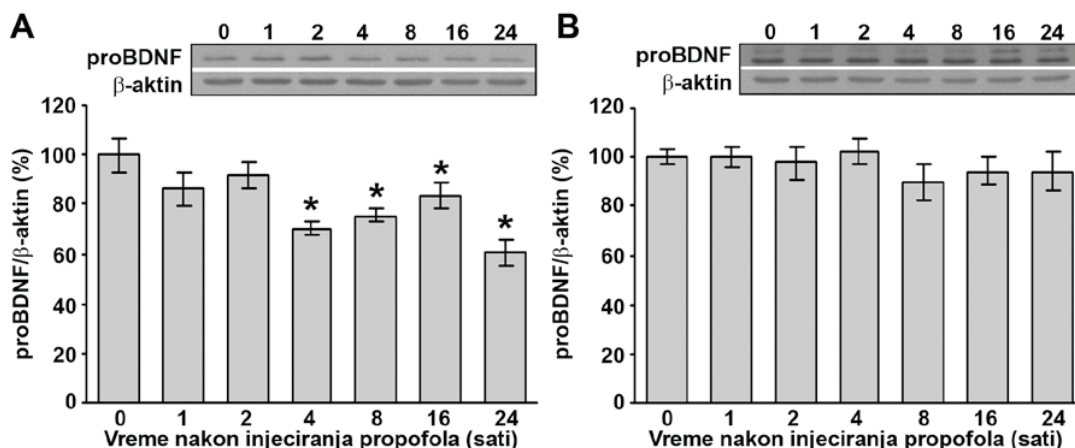 A
0 1 2 4 8 16 24
proBDNF
β-aktin
120
100
80
60
40
20
0
proBDNF/β-aktin (%)
* * * *
0 1 2 4 8 16 24
Vreme nakon injeciranja propofola (sati)
B
0 1 2 4 8 16 24
proBDNF
β-aktin
120
100
80
60
40
20
0
proBDNF/β-aktin (%)
0 1 2 4 8 16 24
Vreme nakon injeciranja propofola (sati)